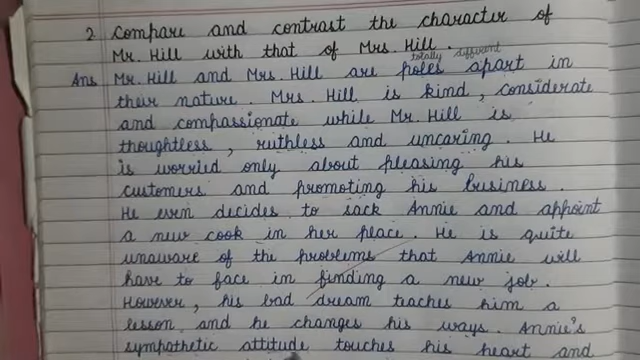 2 Compare and contrast the character of
Mr. Hill with that of Mrs. Hill.
totally different
Ans Mr. Hill and Mrs. Hill are poles apart in
their nature. Mrs. Hill is kind, considerate
and compassionate while Mr. Hill is
thoughtless, ruthless and uncaring. He
is worried only about pleasing his
customers and promoting his business.
He even decides to sack Annie and appoint
a new cook in her place. He is quite
unaware of the problems that Annie will
have to face in finding a new job.
However, his bad dream teaches him a
lesson and he changes his ways. Annie's
sympathetic attitude touches his heart and